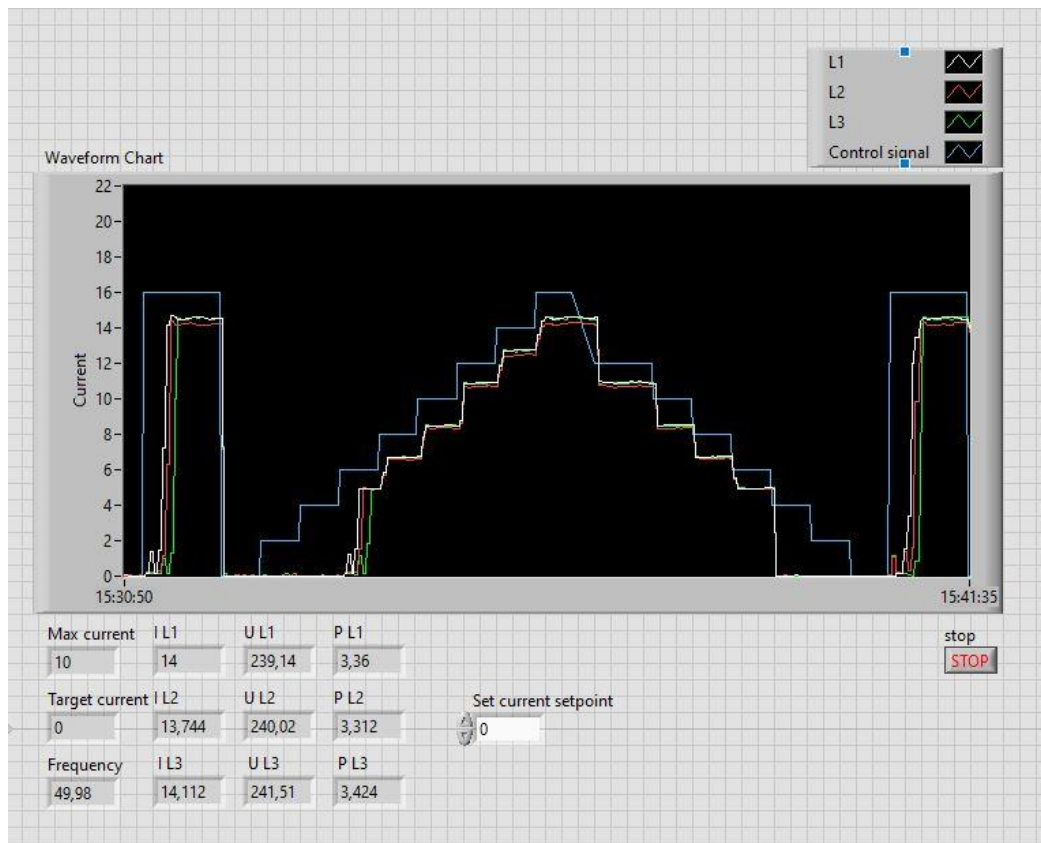 L1
L2
L3
Control signal
Waveform Chart
Current
22
20
18
16
14
12
10
8
6
4
2
0
15:30:50
15:41:35
Max current I L1 U L1 P L1
10 14 239,14 3,36
Target current I L2 U L2 P L2
0 13,744 240,02 3,312
Frequency I L3 U L3 P L3
49,98 14,112 241,51 3,424
Set current setpoint
0
stop
STOP